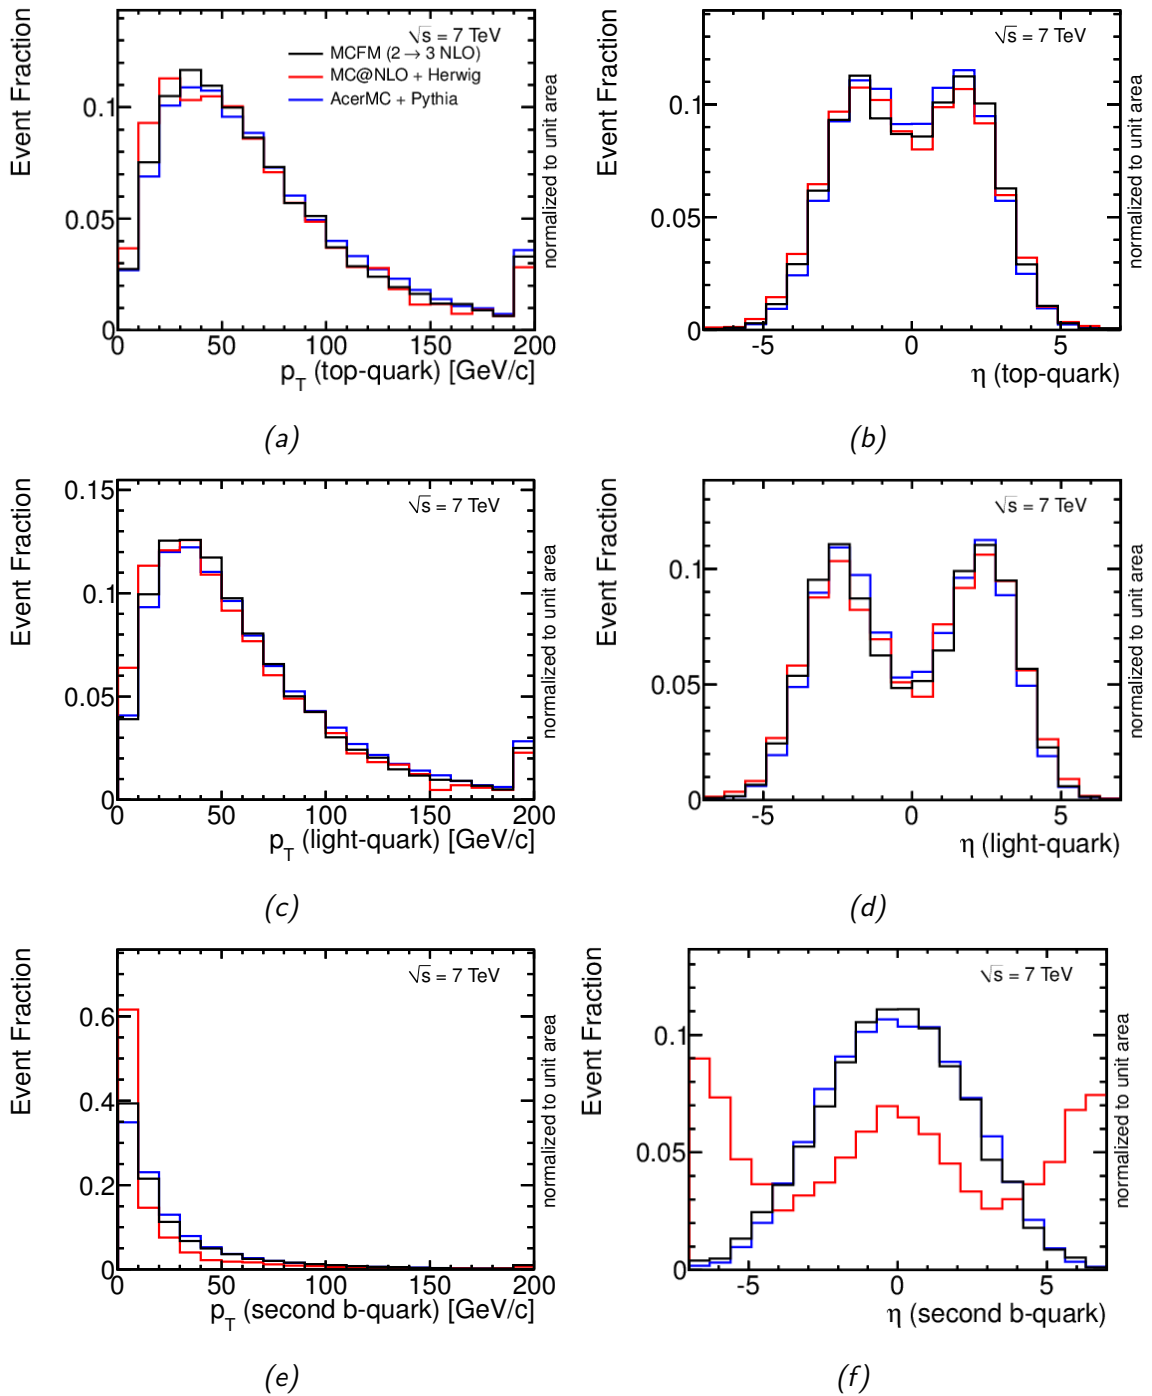 Event Fraction
0.1
0.05
0
√s = 7 TeV
MCFM (2 → 3 NLO)
MC@NLO + Herwig
AcerMC + Pythia
normalized to unit area
0 50 100 150 200
p_T (top-quark) [GeV/c]
(a)
Event Fraction
0.1
0.05
0
√s = 7 TeV
normalized to unit area
-5 0 5
η (top-quark)
(b)
Event Fraction
0.15
0.1
0.05
0
√s = 7 TeV
normalized to unit area
0 50 100 150 200
p_T (light-quark) [GeV/c]
(c)
Event Fraction
0.1
0.05
0
√s = 7 TeV
normalized to unit area
-5 0 5
η (light-quark)
(d)
Event Fraction
0.6
0.4
0.2
0
√s = 7 TeV
normalized to unit area
0 50 100 150 200
p_T (second b-quark) [GeV/c]
(e)
Event Fraction
0.1
0.05
0
√s = 7 TeV
normalized to unit area
-5 0 5
η (second b-quark)
(f)